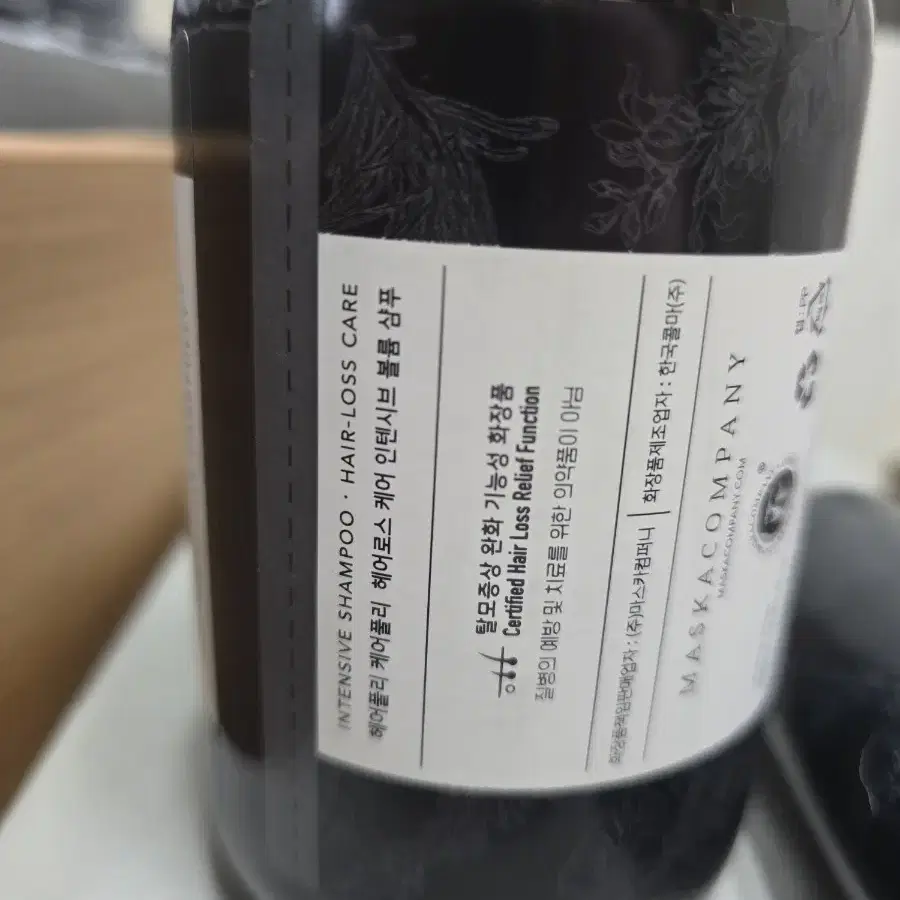 INTENSIVE SHAMPOO · HAIR-LOSS CARE
헤어풀리 케어풀리 헤어로스 케어 인텐시브 볼륨 샴푸
탈모증상 완화 기능성 화장품
Certified Hair Loss Relief Function
질병의 예방 및 치료를 위한 의약품이 아님
화장품책임판매업자 : (주)마스카컴퍼니 | 화장품제조업자 : 한국콜마(주)
MASKACOMPANY
MASKACOMPANY.COM